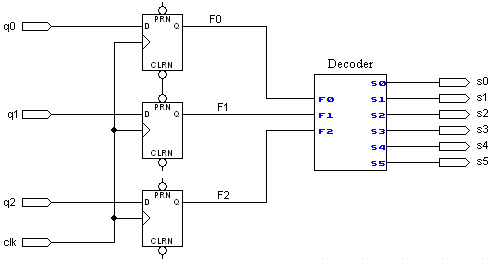 F0
PRN
q0 D Q
CLRN
Decoder
S0 s0
F0 S1 s1
F1
PRN
q1 D Q F1 S2 s2
F2 S3 s3
CLRN
S4 s4
S5 s5
F2
PRN
q2 D Q
CLRN
clk